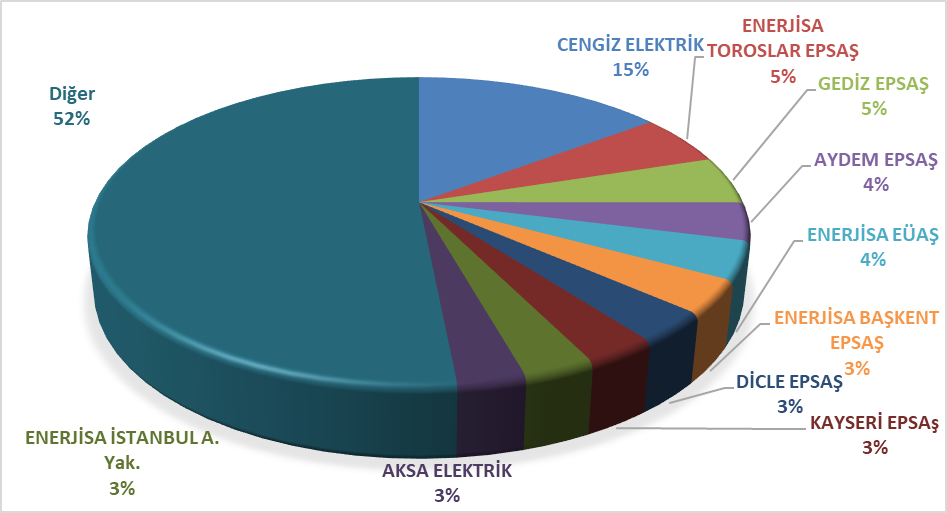 CENGİZ ELEKTRİK
15%
ENERJİSA
TOROSLAR EPSAŞ
5%
GEDİZ EPSAŞ
5%
AYDEM EPSAŞ
4%
ENERJİSA EÜAŞ
4%
ENERJİSA BAŞKENT
EPSAŞ
3%
DİCLE EPSAŞ
3%
KAYSERİ EPSAŞ
3%
AKSA ELEKTRİK
3%
ENERJİSA İSTANBUL A.
Yak.
3%
Diğer
52%